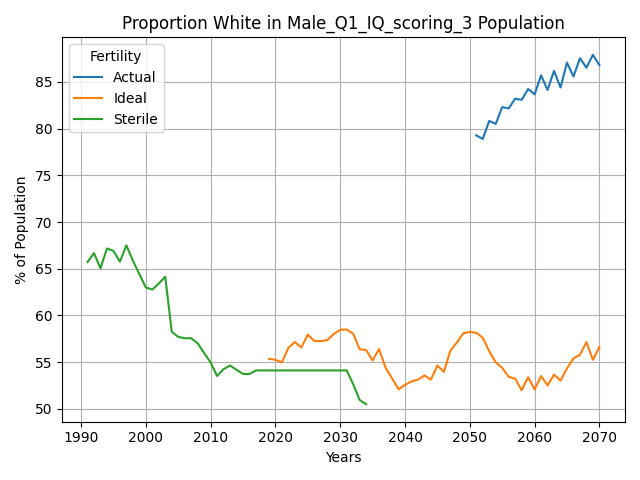 Proportion White in Male_Q1_IQ_scoring_3 Population
Fertility
Actual
Ideal
Sterile
% of Population
85
80
75
70
65
60
55
50
1990 2000 2010 2020 2030 2040 2050 2060 2070
Years